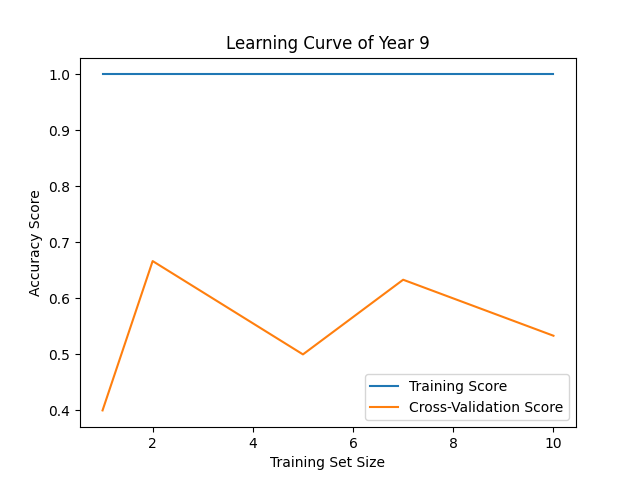 Learning Curve of Year 9
1.0
0.9
0.8
0.7
0.6
0.5
0.4
Accuracy Score
2
4
6
8
10
Training Set Size
Training Score
Cross-Validation Score